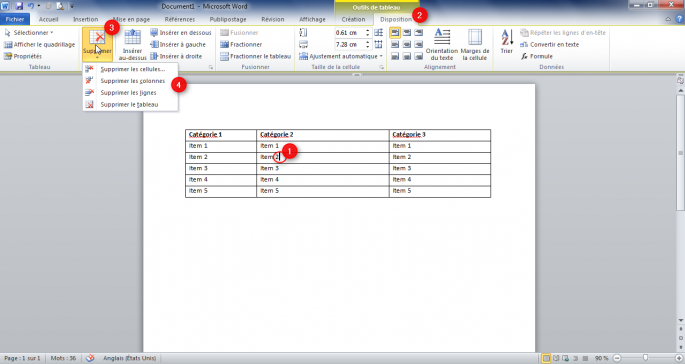 Document1 - Microsoft Word
Outils de tableau
Fichier Accueil Insertion Mise en page Références Publipostage Révision Affichage Création Disposition 2
3
Sélectionner
Afficher le quadrillage
Propriétés
Tableau
Supprimer
Insérer au-dessus
Insérer en dessous
Insérer à gauche
Insérer à droite
Fusionner
Fractionner
Fractionner le tableau
Fusionner
0.61 cm
7.28 cm
Ajustement automatique
Taille de la cellule
Orientation du texte
Marges de la cellule
Alignement
Trier
Répéter les lignes d'en-tête
Convertir en texte
Formule
Données
Supprimer les cellules...
Supprimer les colonnes
Supprimer les lignes
Supprimer le tableau
4
Catégorie 1 Catégorie 2 Catégorie 3
Item 1 Item 1 Item 1
Item 2 Item 2 1 Item 2
Item 3 Item 3 Item 3
Item 4 Item 4 Item 4
Item 5 Item 5 Item 5
Page : 1 sur 1 Mots : 36 Anglais (États Unis) 90 %